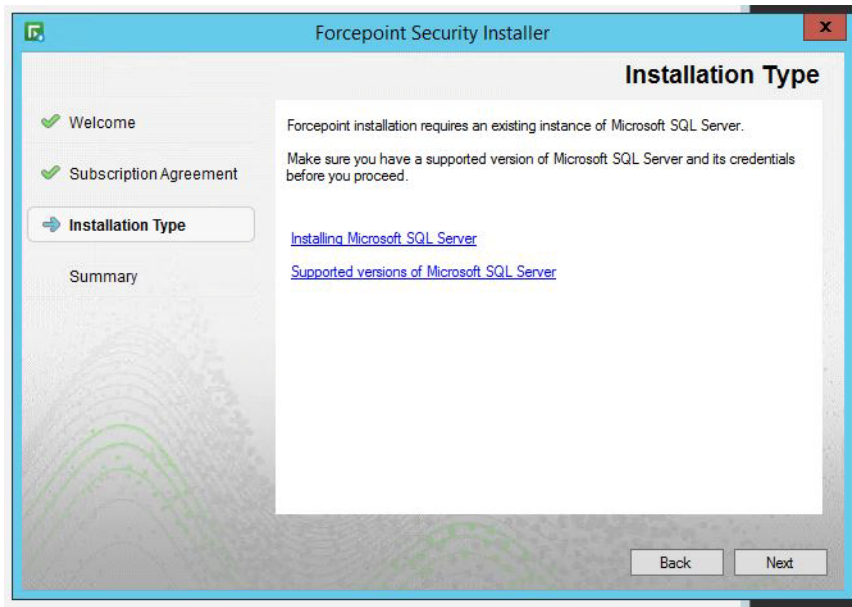 Forcepoint Security Installer
x
Installation Type
Welcome
Subscription Agreement
Installation Type
Summary
Forcepoint installation requires an existing instance of Microsoft SQL Server.
Make sure you have a supported version of Microsoft SQL Server and its credentials
before you proceed.
Installing Microsoft SQL Server
Supported versions of Microsoft SQL Server
Back
Next